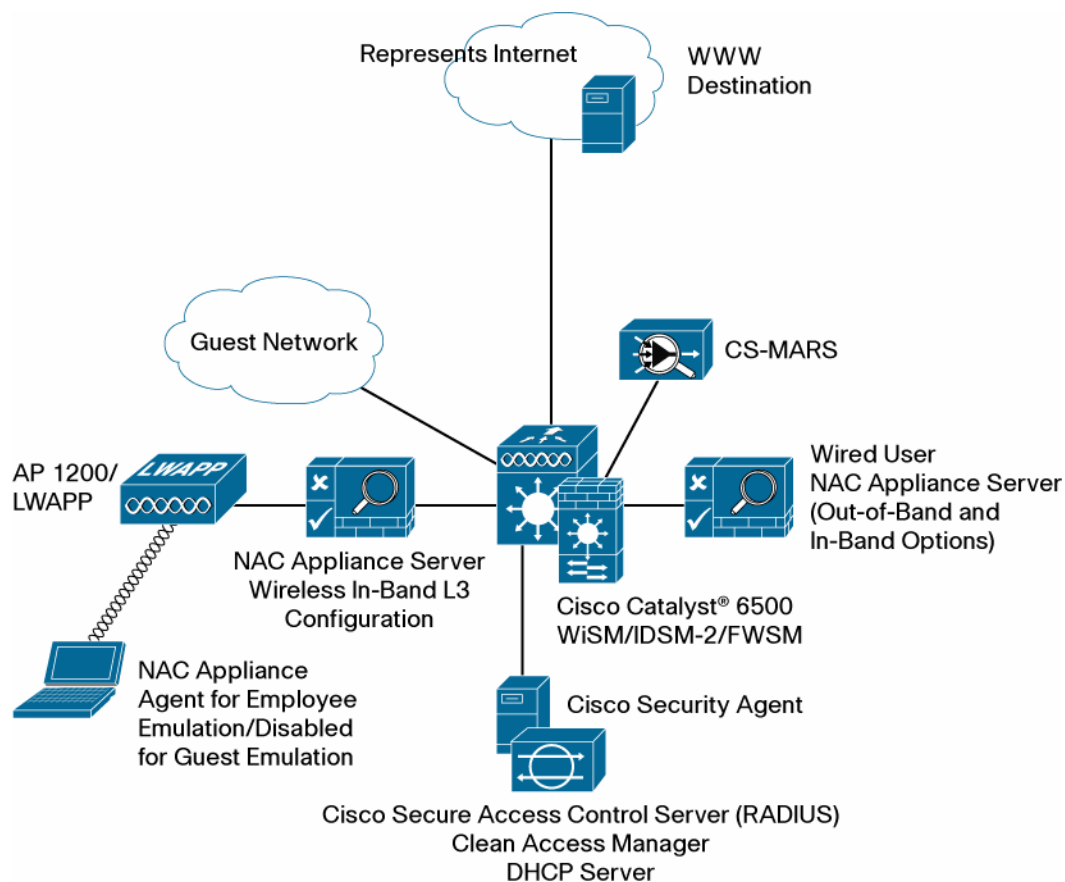 Represents Internet
WWW
Destination
Guest Network
CS-MARS
AP 1200/
LWAPP
LWAPP
NAC Appliance Server
Wireless In-Band L3
Configuration
Wired User
NAC Appliance Server
(Out-of-Band and
In-Band Options)
Cisco Catalyst® 6500
WiSM/IDSM-2/FWSM
NAC Appliance
Agent for Employee
Emulation/Disabled
for Guest Emulation
Cisco Security Agent
Cisco Secure Access Control Server (RADIUS)
Clean Access Manager
DHCP Server